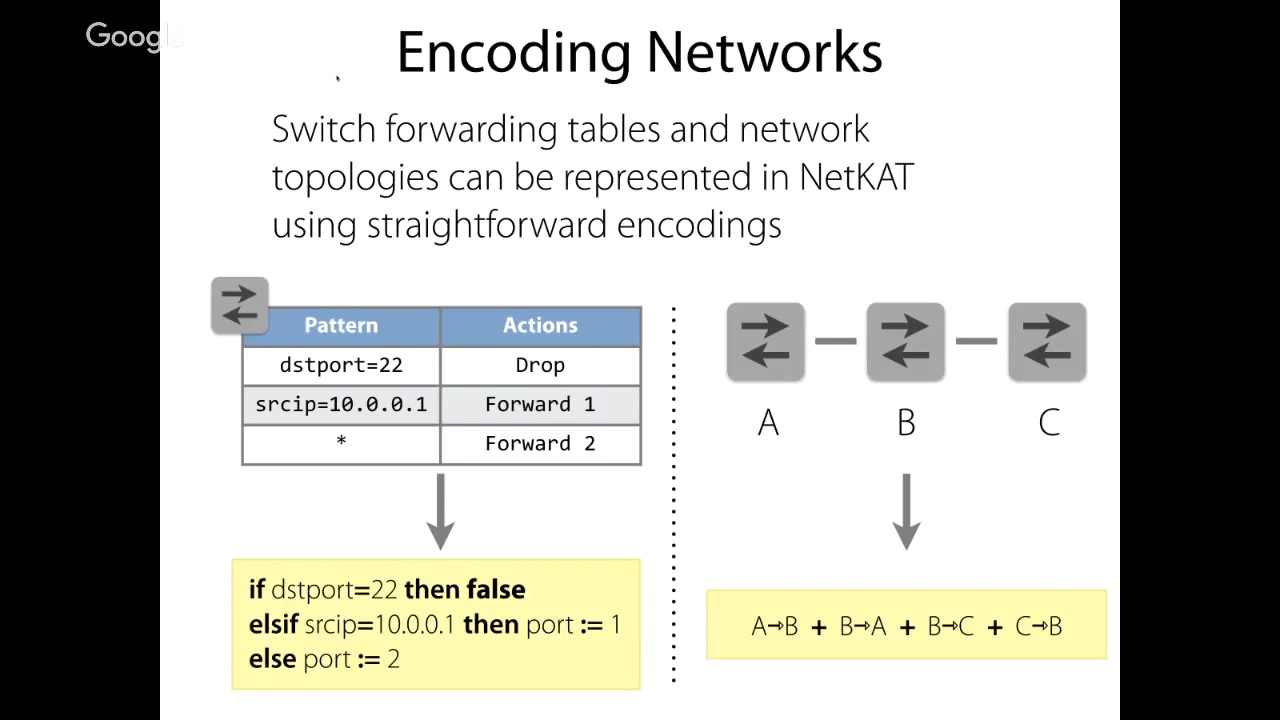 Google
Encoding Networks
Switch forwarding tables and network
topologies can be represented in NetKAT
using straightforward encodings
Pattern Actions
dstport=22 Drop
srcip=10.0.0.1 Forward 1
* Forward 2
if dstport=22 then false
elsif srcip=10.0.0.1 then port := 1
else port := 2
A B C
A→B + B→A + B→C + C→B